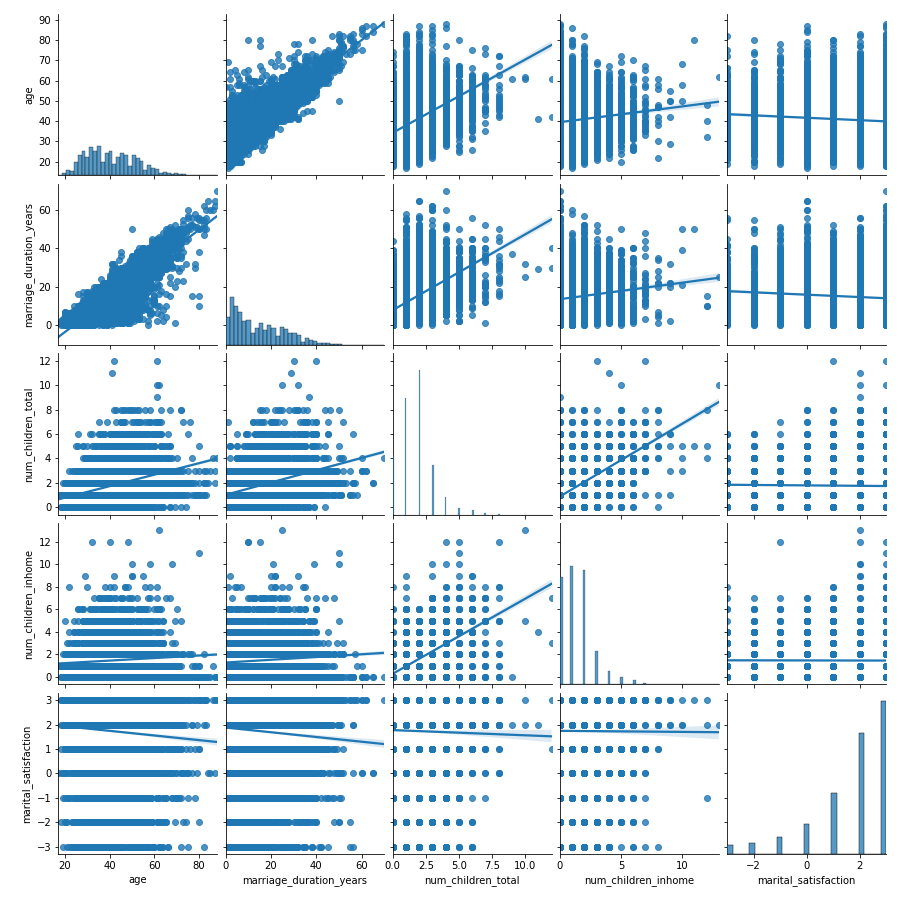 90
80
70
60
50
40
30
20
age
60
40
20
0
marriage_duration_years
12
10
8
6
4
2
0
num_children_total
12
10
8
6
4
2
0
num_children_inhome
3
2
1
0
−1
−2
−3
marital_satisfaction
20 40 60 80
age
0 20 40 60
marriage_duration_years
0.0 2.5 5.0 7.5 10.0
num_children_total
0 5 10
num_children_inhome
−2 0 2
marital_satisfaction